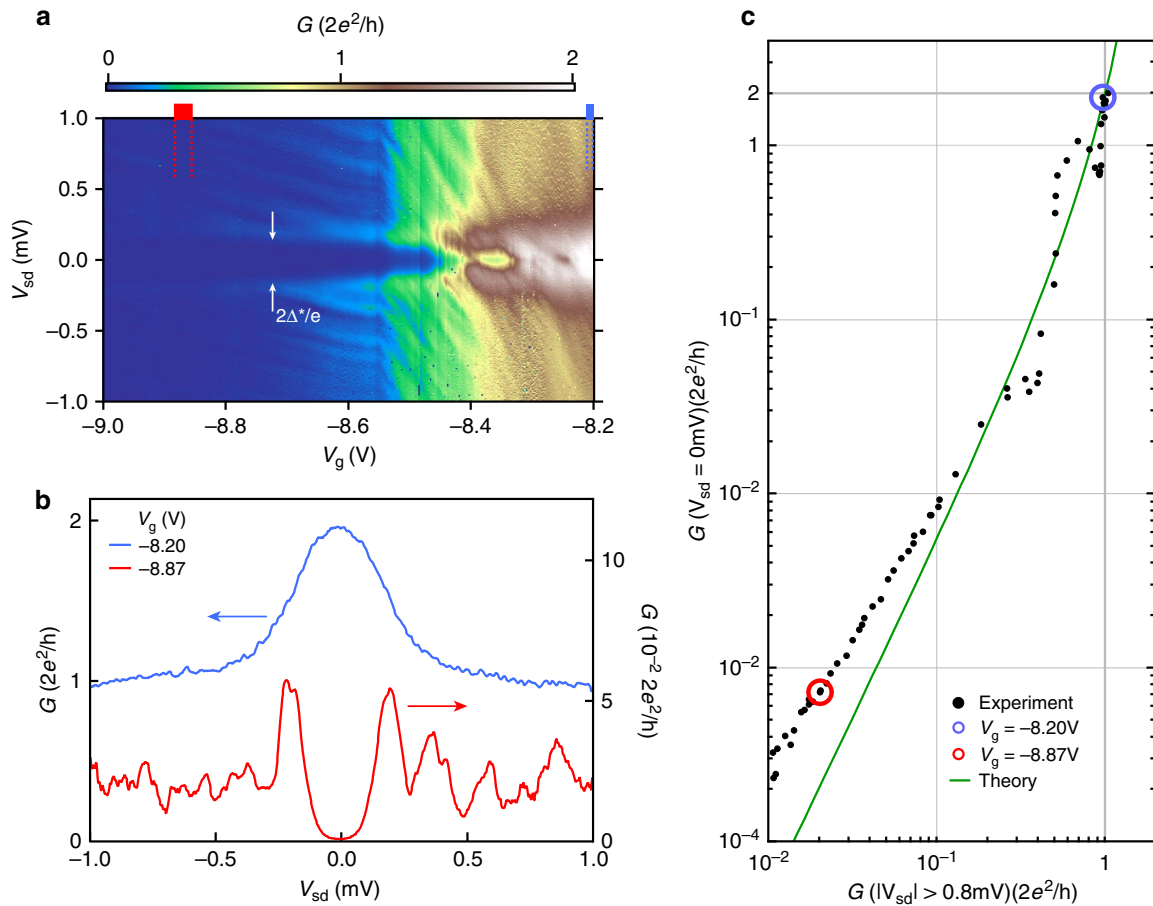 a
G (2e²/h)
0 1 2
V_sd (mV)
1.0
0.5
0.0
–0.5
–1.0
2Δ*/e
–9.0 –8.8 –8.6 –8.4 –8.2
V_g (V)
b
G (2e²/h)
2
1
0
V_g (V)
–8.20
–8.87
10
5
0
G (10⁻² 2e²/h)
–1.0 –0.5 0.0 0.5 1.0
V_sd (mV)
c
G (V_sd = 0mV)(2e²/h)
2
1
10⁻¹
10⁻²
10⁻²
10⁻⁴
Experiment
V_g = –8.20V
V_g = –8.87V
Theory
10⁻² 10⁻¹ 1
G (|V_sd| > 0.8mV)(2e²/h)